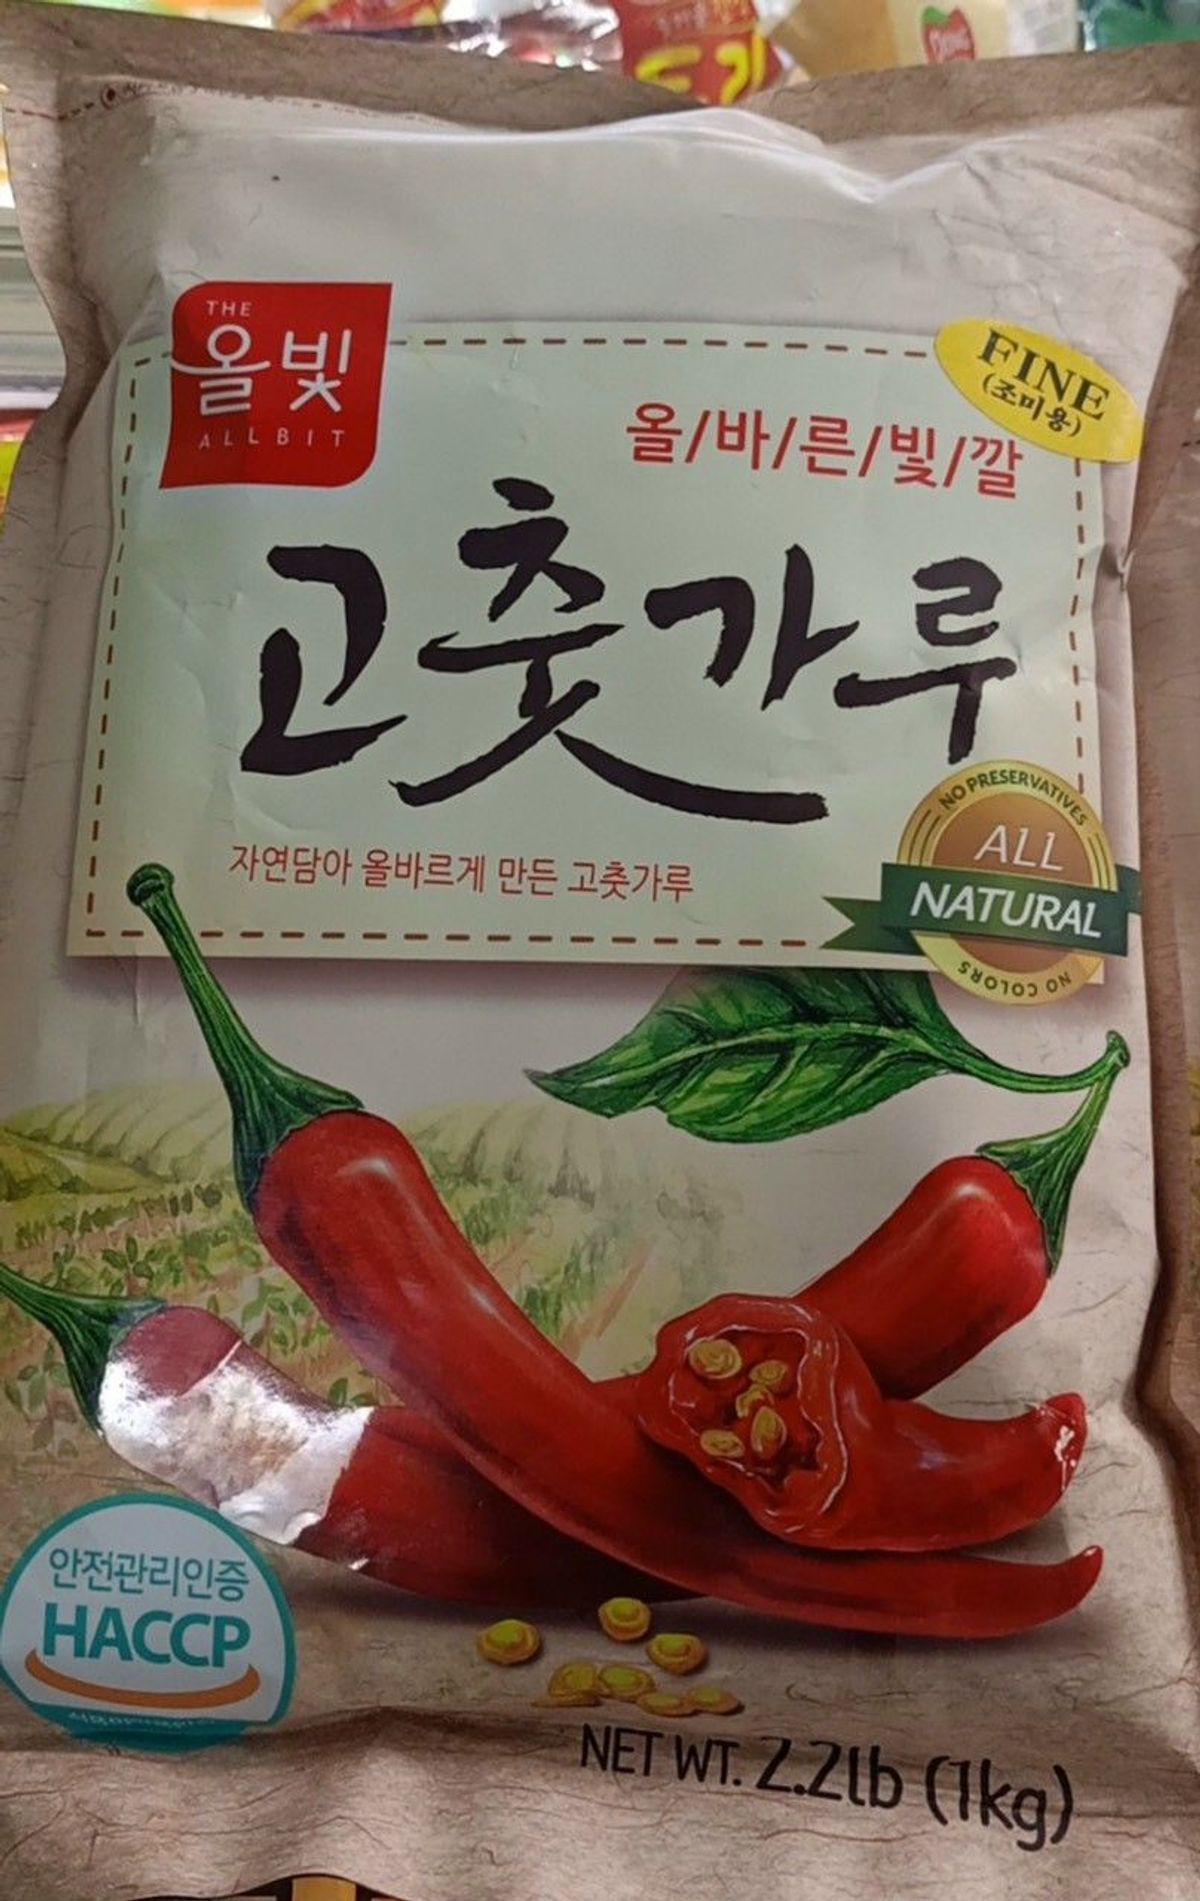 THE
올빛
ALLBIT
FINE
(조미용)
올/바/른/빛/깔
고춧가루
자연담아 올바르게 만든 고춧가루
NO PRESERVATIVES
ALL
NATURAL
NO COLORS
안전관리인증
HACCP
NET WT. 2.2lb (1kg)